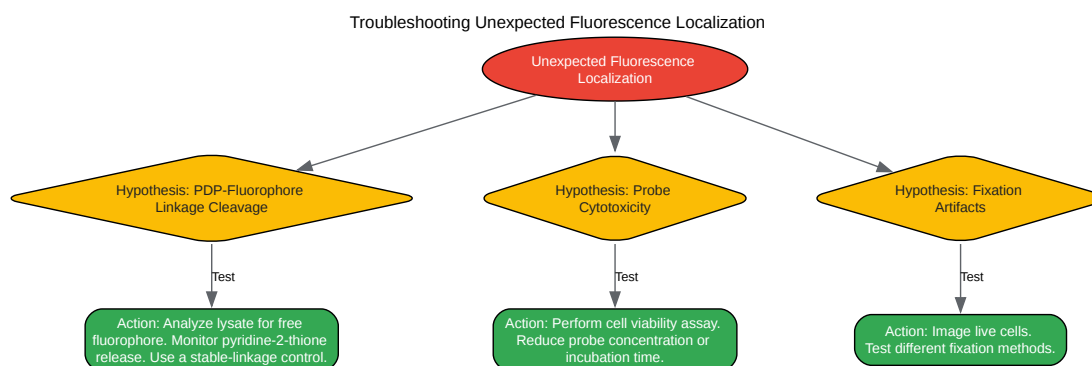 Troubleshooting Unexpected Fluorescence Localization
Unexpected Fluorescence
Localization
Hypothesis: PDP-Fluorophore
Linkage Cleavage
Hypothesis: Probe
Cytotoxicity
Hypothesis: Fixation
Artifacts
Test
Test
Test
Action: Analyze lysate for free
fluorophore. Monitor pyridine-2-thione
release. Use a stable-linkage control.
Action: Perform cell viability assay.
Reduce probe concentration or
incubation time.
Action: Image live cells.
Test different fixation methods.